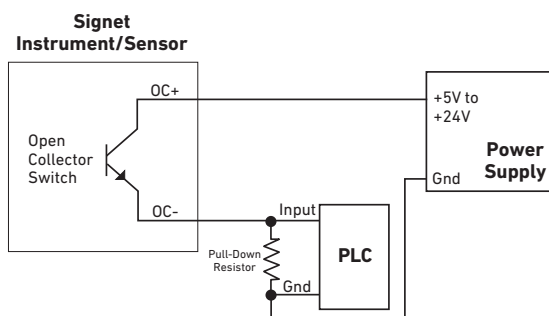 Signet
Instrument/Sensor
OC+
Open
Collector
Switch
OC-
+5V to
+24V
Power
Supply
Gnd
Input
Pull-Down
Resistor
PLC
Gnd